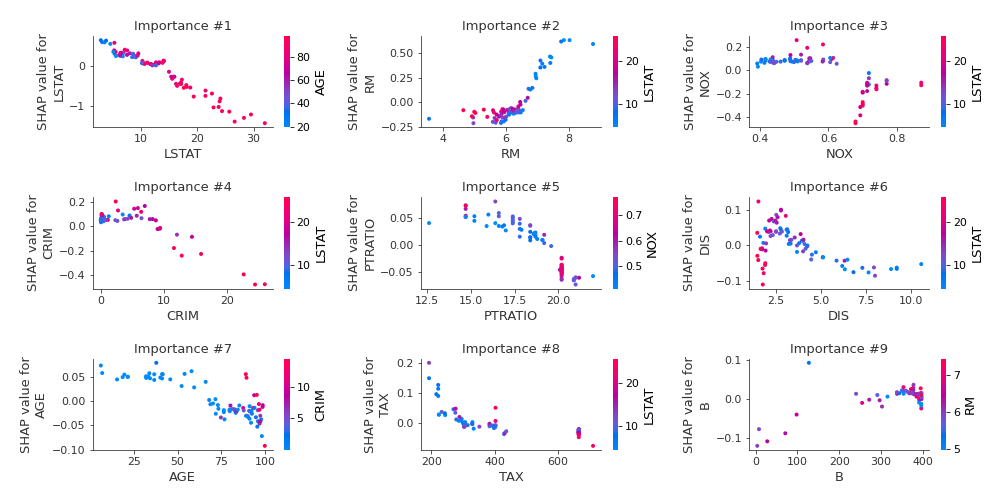 Importance #1
SHAP value for
LSTAT
0
−1
10
20
30
LSTAT
80
60
40
20
AGE
Importance #2
SHAP value for
RM
0.50
0.25
0.00
−0.25
4
6
8
RM
20
10
LSTAT
Importance #3
SHAP value for
NOX
0.2
0.0
−0.2
−0.4
0.4
0.6
0.8
NOX
20
10
LSTAT
Importance #4
SHAP value for
CRIM
0.2
0.0
−0.2
−0.4
0
10
20
CRIM
20
10
LSTAT
Importance #5
SHAP value for
PTRATIO
0.05
0.00
−0.05
12.5
15.0
17.5
20.0
PTRATIO
0.7
0.6
0.5
NOX
Importance #6
SHAP value for
DIS
0.1
0.0
−0.1
2.5
5.0
7.5
10.0
DIS
20
10
LSTAT
Importance #7
SHAP value for
AGE
0.05
0.00
−0.05
−0.10
25
50
75
100
AGE
10
5
CRIM
Importance #8
SHAP value for
TAX
0.2
0.1
0.0
200
400
600
TAX
20
10
LSTAT
Importance #9
SHAP value for
B
0.1
0.0
−0.1
0
100
200
300
400
B
7
6
5
RM